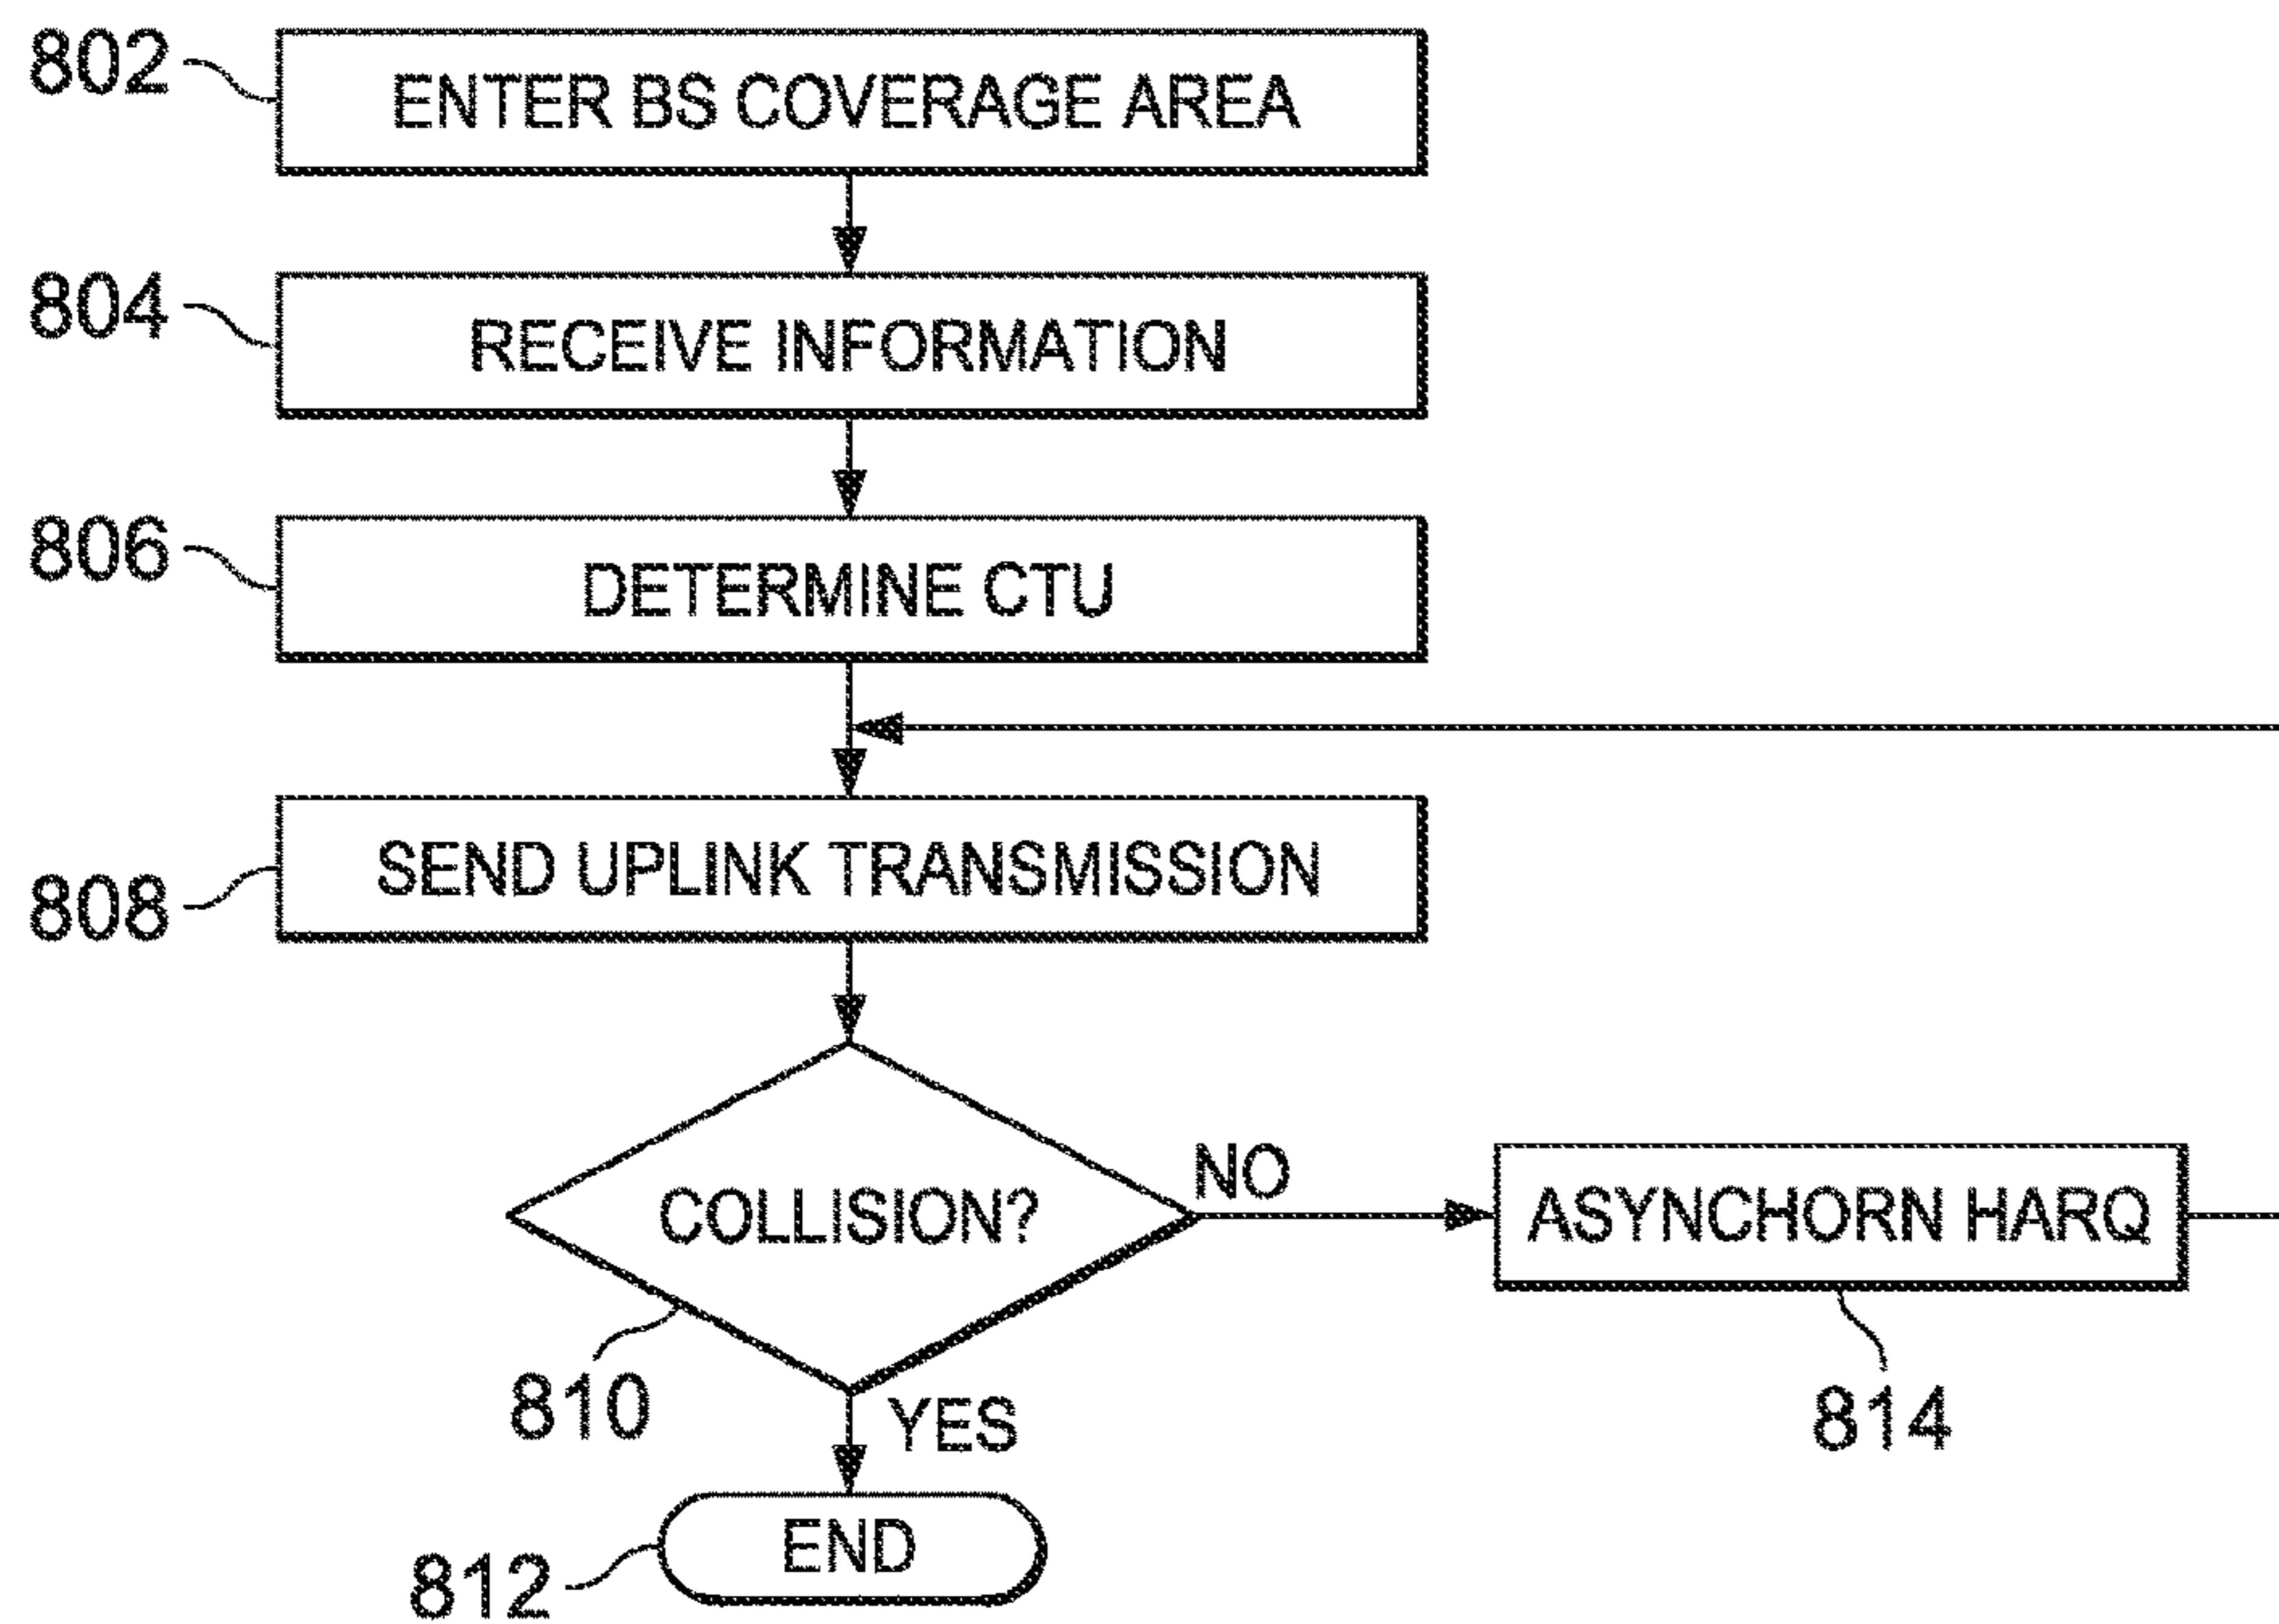 802
ENTER BS COVERAGE AREA
804
RECEIVE INFORMATION
806
DETERMINE CTU
808
SEND UPLINK TRANSMISSION
COLLISION?
NO
ASYNCHORN HARQ
810
YES
814
END
812